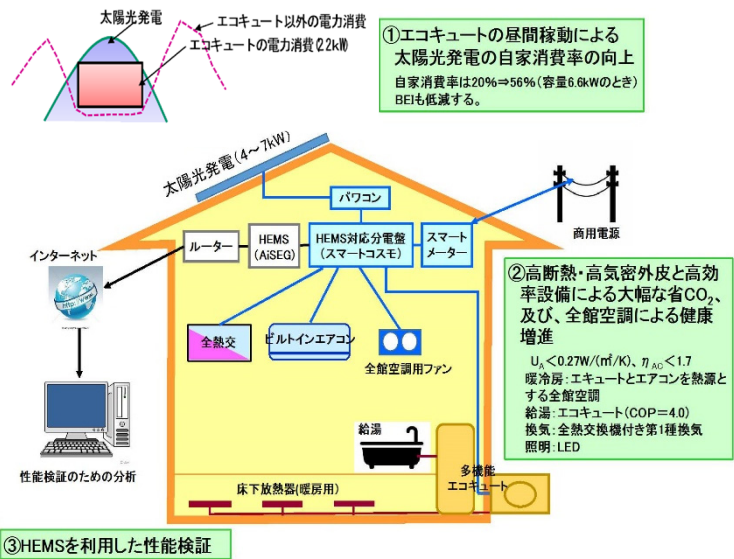 太陽光発電
エコキュート以外の電力消費
エコキュートの電力消費(2.2kW)
①エコキュートの昼間稼動による
太陽光発電の自家消費率の向上
自家消費率は20%⇒56%(容量6.6kWのとき)
BEIも低減する。
太陽光発電(4~7kW)
パワコン
商用電源
インターネット
ルーター
HEMS
(AiSEG)
HEMS対応分電盤
(スマートコスモ)
スマート
メーター
②高断熱・高気密外皮と高効
率設備による大幅な省CO₂、
及び、全館空調による健康
増進
U_A<0.27W/(㎡/K)、η_AC<1.7
暖冷房:エキュートとエアコンを熱源と
する全館空調
給湯:エコキュート(COP=4.0)
換気:全熱交換機付き第1種換気
照明:LED
全熱交
ビルトインエアコン
全館空調用ファン
給湯
多機能
エコキュート
性能検証のための分析
床下放熱器(暖房用)
③HEMSを利用した性能検証